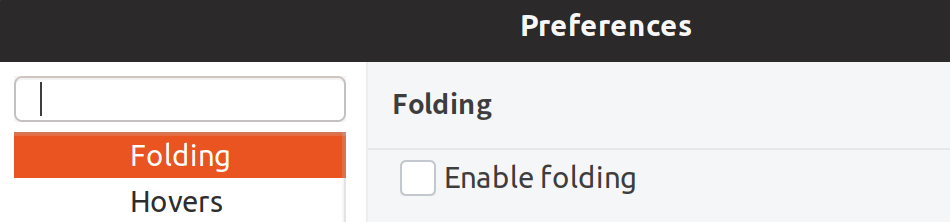 Preferences
Folding
Folding
Enable folding
Hovers